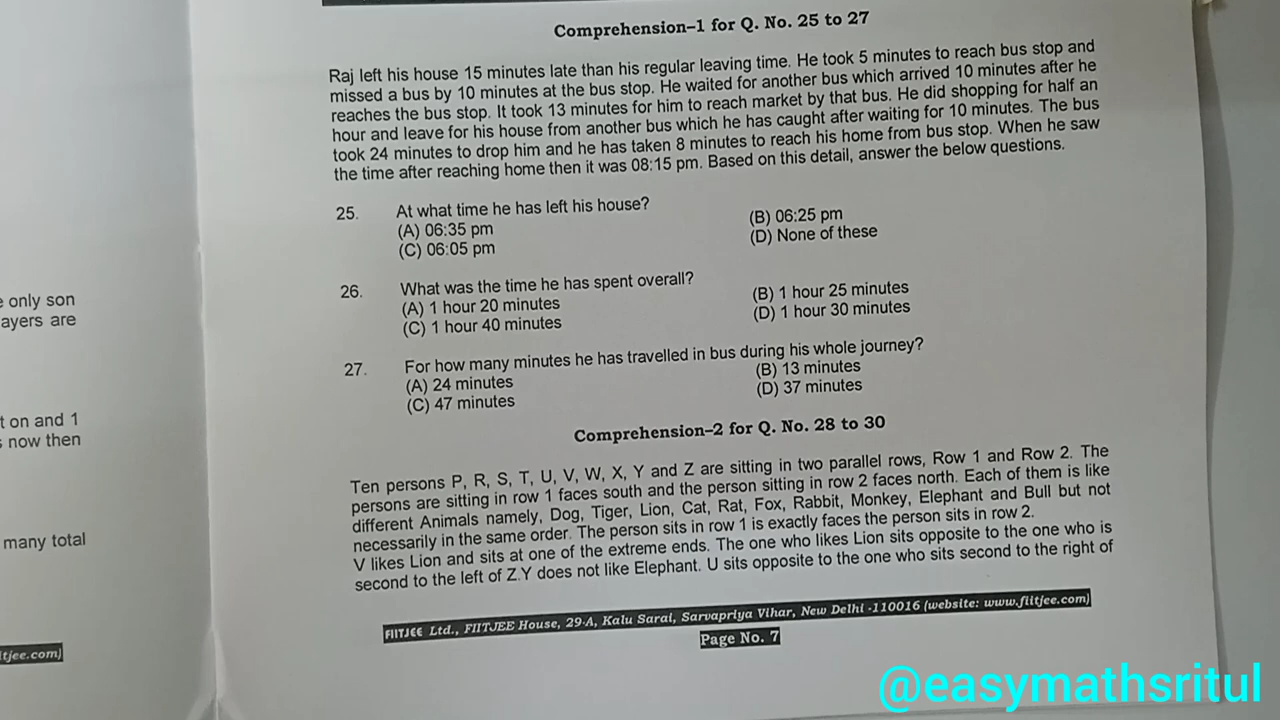 Comprehension–1 for Q. No. 25 to 27
Raj left his house 15 minutes late than his regular leaving time. He took 5 minutes to reach bus stop and
missed a bus by 10 minutes at the bus stop. He waited for another bus which arrived 10 minutes after he
reaches the bus stop. It took 13 minutes for him to reach market by that bus. He did shopping for half an
hour and leave for his house from another bus which he has caught after waiting for 10 minutes. The bus
took 24 minutes to drop him and he has taken 8 minutes to reach his home from bus stop. When he saw
the time after reaching home then it was 08:15 pm. Based on this detail, answer the below questions.
25. At what time he has left his house?
(A) 06:35 pm (B) 06:25 pm
(C) 06:05 pm (D) None of these
26. What was the time he has spent overall?
(A) 1 hour 20 minutes (B) 1 hour 25 minutes
(C) 1 hour 40 minutes (D) 1 hour 30 minutes
27. For how many minutes he has travelled in bus during his whole journey?
(A) 24 minutes (B) 13 minutes
(C) 47 minutes (D) 37 minutes
Comprehension–2 for Q. No. 28 to 30
Ten persons P, R, S, T, U, V, W, X, Y and Z are sitting in two parallel rows, Row 1 and Row 2. The
persons are sitting in row 1 faces south and the person sitting in row 2 faces north. Each of them is like
different Animals namely, Dog, Tiger, Lion, Cat, Rat, Fox, Rabbit, Monkey, Elephant and Bull but not
necessarily in the same order. The person sits in row 1 is exactly faces the person sits in row 2.
V likes Lion and sits at one of the extreme ends. The one who likes Lion sits opposite to the one who is
second to the left of Z.Y does not like Elephant. U sits opposite to the one who sits second to the right of
FIITJEE Ltd., FIITJEE House, 29-A, Kalu Sarai, Sarvapriya Vihar, New Delhi -110016 (website: www.fiitjee.com)
Page No. 7
only son
ayers are
t on and 1
now then
many total
itjee.com)
@easymathsritul